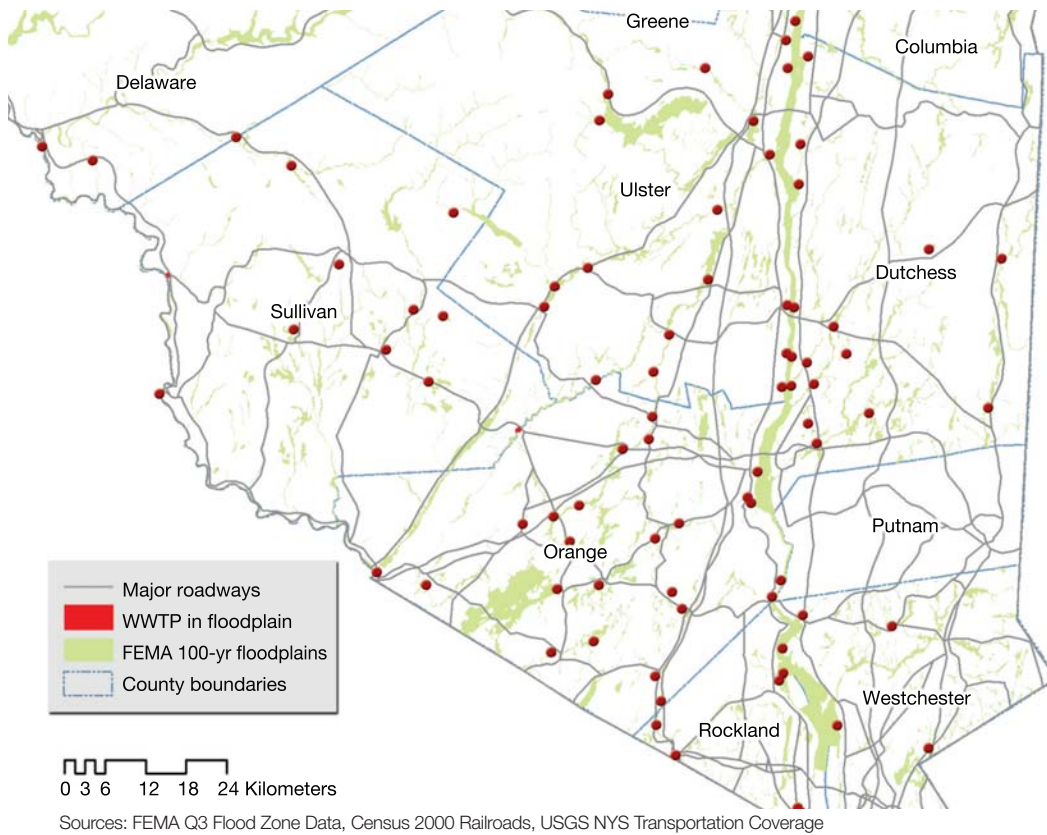 Greene
Columbia
Delaware
Ulster
Dutchess
Sullivan
Putnam
Orange
Major roadways
WWTP in floodplain
FEMA 100-yr floodplains
County boundaries
Westchester
Rockland
0 3 6 12 18 24 Kilometers
Sources: FEMA Q3 Flood Zone Data, Census 2000 Railroads, USGS NYS Transportation Coverage